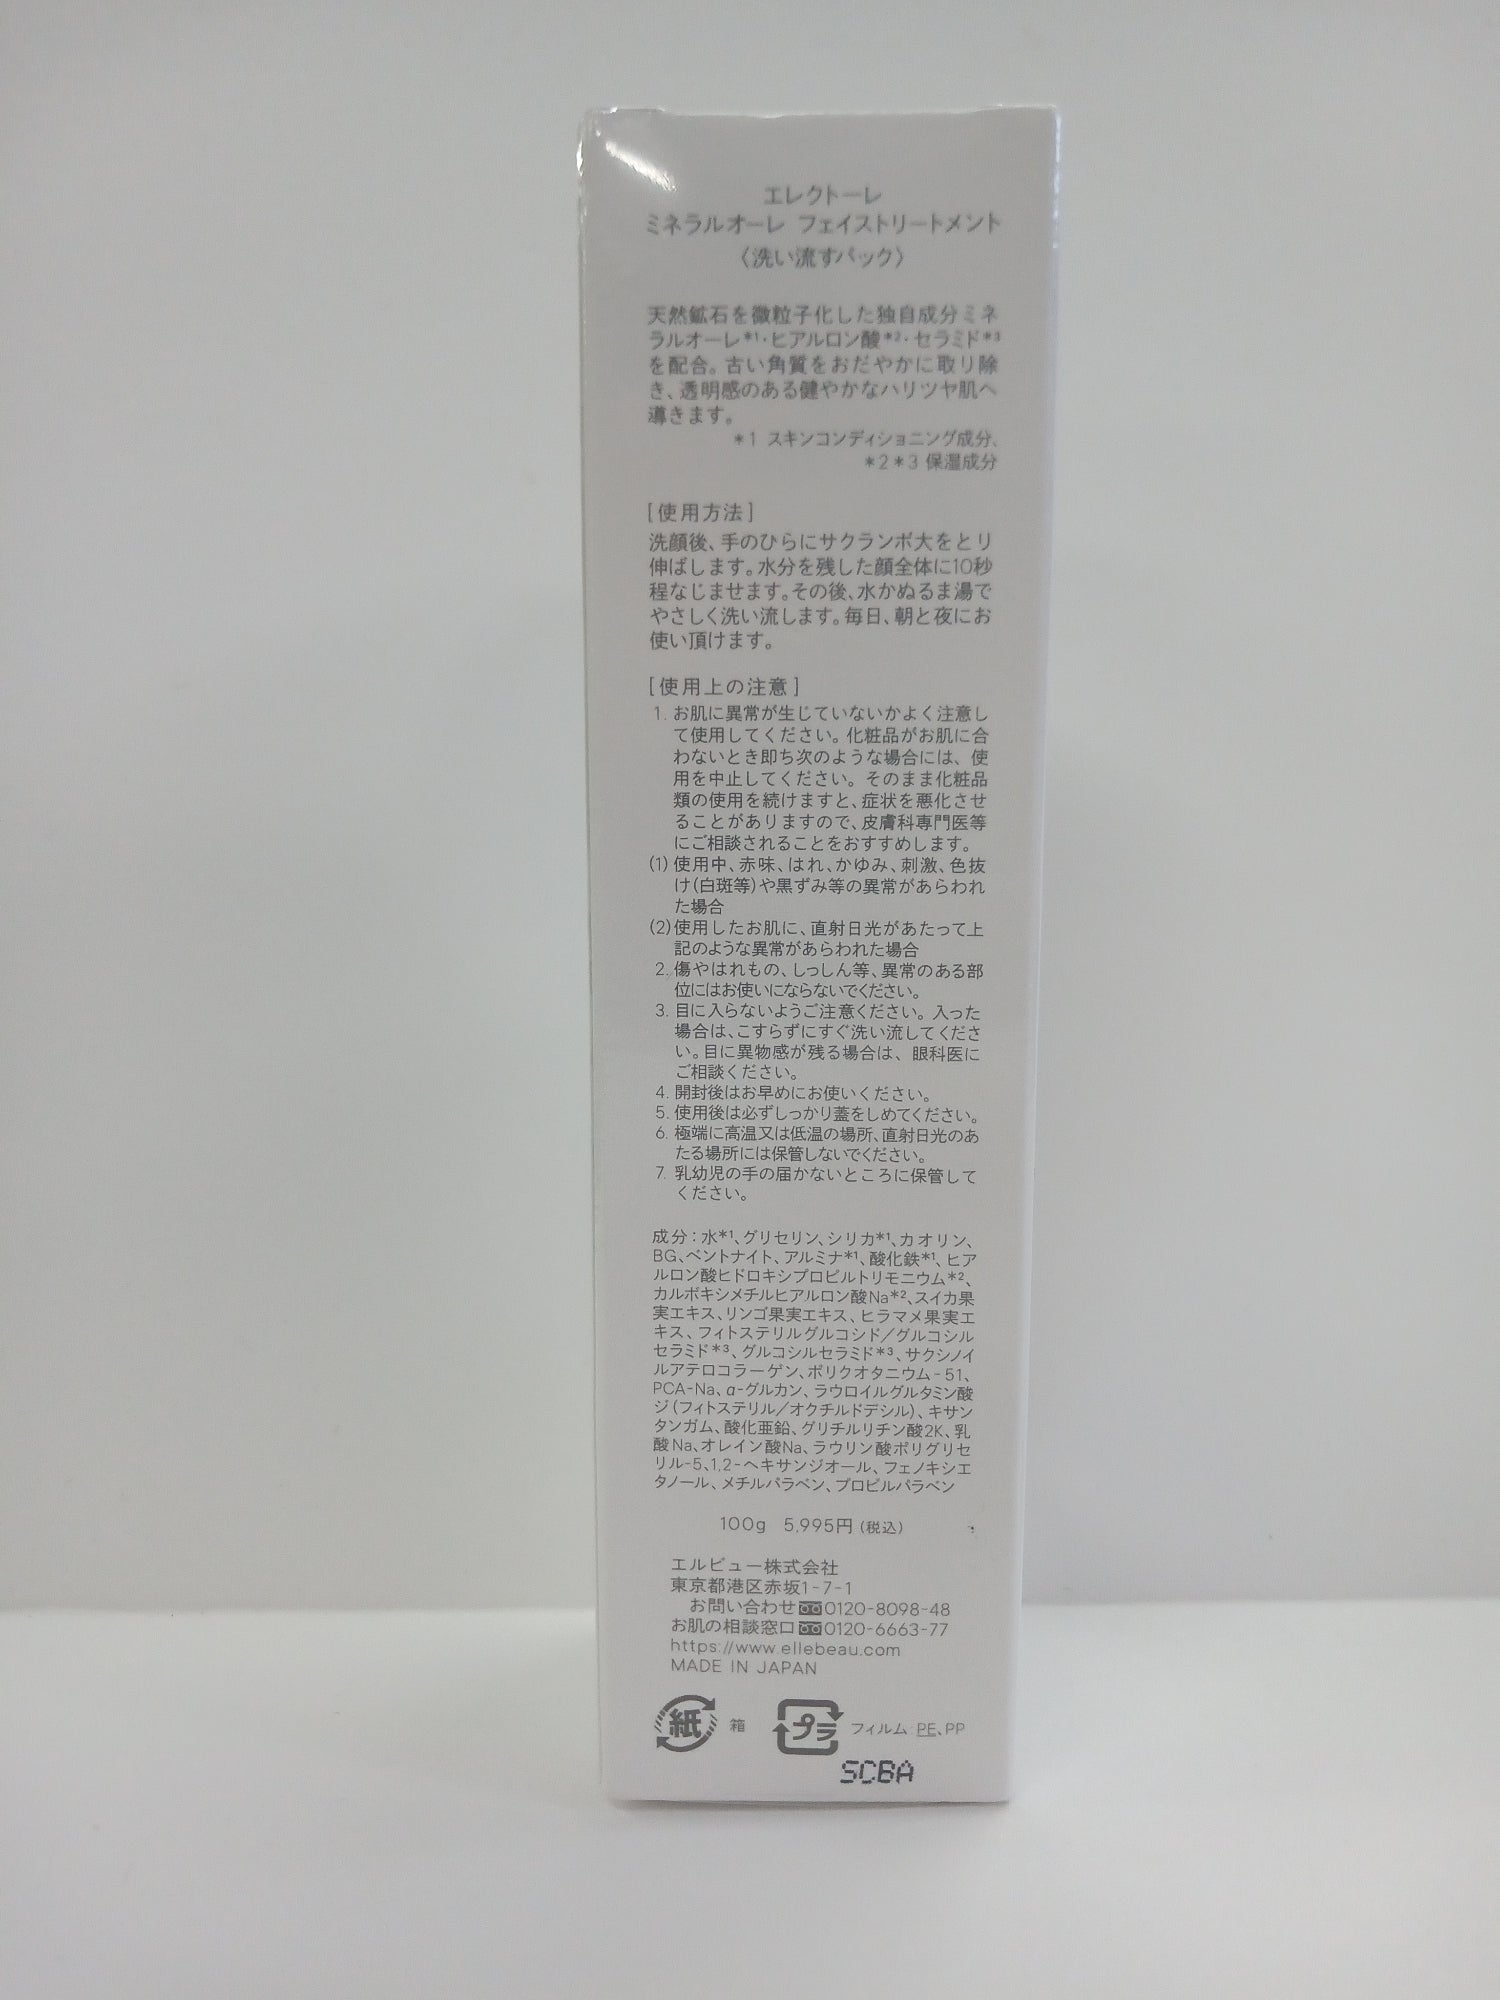 エレクトーレ
ミネラルオーレ フェイストリートメント
〈洗い流すパック〉
天然鉱石を微粒子化した独自成分ミネ
ラルオーレ*1・ヒアルロン酸*2・セラミド*3
を配合。古い角質をおだやかに取り除
き、透明感のある健やかなハリツヤ肌へ
導きます。
*1 スキンコンディショニング成分、
*2*3 保湿成分
[使用方法]
洗顔後、手のひらにサクランボ大をとり
伸ばします。水分を残した顔全体に10秒
程なじませます。その後、水かぬるま湯で
やさしく洗い流します。毎日、朝と夜にお
使い頂けます。
[使用上の注意]
1. お肌に異常が生じていないかよく注意し
て使用してください。化粧品がお肌に合
わないとき即ち次のような場合には、使
用を中止してください。そのまま化粧品
類の使用を続けますと、症状を悪化させ
ることがありますので、皮膚科専門医等
にご相談されることをおすすめします。
(1) 使用中、赤味、はれ、かゆみ、刺激、色抜
け(白斑等)や黒ずみ等の異常があらわれ
た場合
(2) 使用したお肌に、直射日光があたって上
記のような異常があらわれた場合
2. 傷やはれもの、しっしん等、異常のある部
位にはお使いにならないでください。
3. 目に入らないようご注意ください。入った
場合は、こすらずにすぐ洗い流してくださ
い。目に異物感が残る場合は、眼科医に
ご相談ください。
4. 開封後はお早めにお使いください。
5. 使用後は必ずしっかり蓋をしめてください。
6. 極端に高温又は低温の場所、直射日光のあ
たる場所には保管しないでください。
7. 乳幼児の手の届かないところに保管して
ください。
成分：水*1、グリセリン、シリカ*1、カオリン、
BG、ベントナイト、アルミナ*1、酸化鉄*1、ヒア
ルロン酸ヒドロキシプロピルトリモニウム*2、
カルボキシメチルヒアルロン酸Na*2、スイカ果
実エキス、リンゴ果実エキス、ヒラマメ果実エ
キス、フィトステリルグルコシド／グルコシル
セラミド*3、グルコシルセラミド*3、サクシノイ
ルアテロコラーゲン、ポリクオタニウム-51、
PCA-Na、α-グルカン、ラウロイルグルタミン酸
ジ(フィトステリル／オクチルドデシル)、キサン
タンガム、酸化亜鉛、グリチルリチン酸2K、乳
酸Na、オレイン酸Na、ラウリン酸ポリグリセ
リル-5、1,2-ヘキサンジオール、フェノキシエ
タノール、メチルパラベン、プロピルパラベン
100g 5,995円(税込)
エルビュー株式会社
東京都港区赤坂1-7-1
お問い合わせ 0120-8098-48
お肌の相談窓口 0120-6663-77
https://www.ellebeau.com
MADE IN JAPAN
紙 箱 プラ フィルム：PE、PP
SCBA